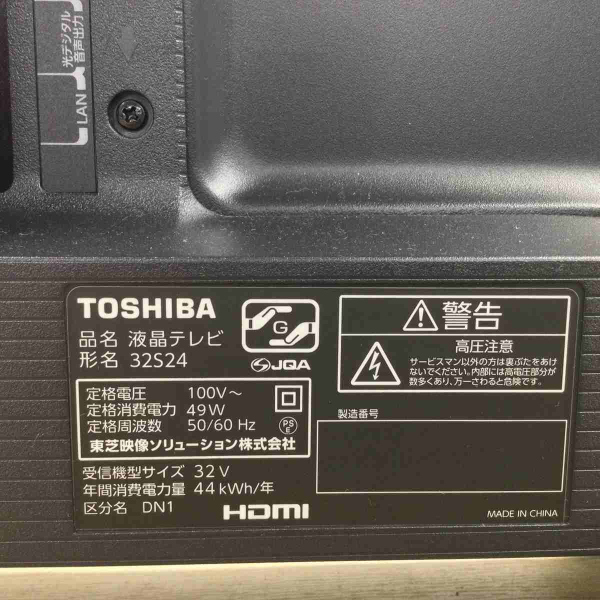 光デジタル
音声出力
LAN
TOSHIBA
品名 液晶テレビ
形名 32S24
G
JQA
定格電圧 100V～
定格消費電力 49W
定格周波数 50/60 Hz
PS
E
東芝映像ソリューション株式会社
受信機型サイズ 32V
年間消費電力量 44kWh/年
区分名 DN1
HDMI
警告
高圧注意
サービスマン以外の方は裏ぶたをあけ
ないでください。内部には高電圧部分が
数多くあり、万一さわると危険です。
製造番号
MADE IN CHINA